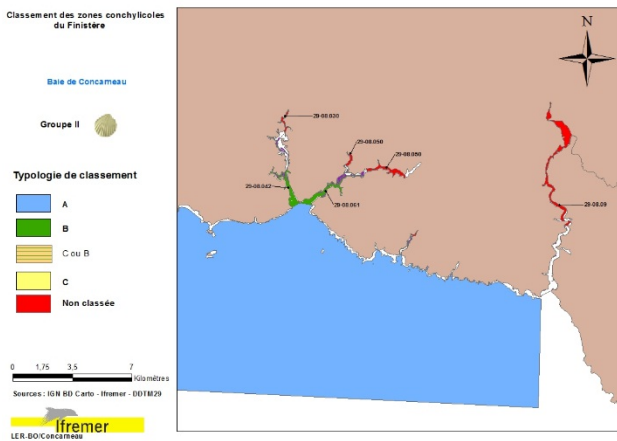 Classement des zones conchylicoles
du Finistère
Baie de Concarneau
Groupe II
Typologie de classement
A
B
C ou B
C
Non classée
0 1,75 3,5 7
Kilomètres
Sources : IGN BD Carto - Ifremer - DDTM29
Ifremer
LER-BO/Concarneau
N
29-08.030
29-08.050
29-08.060
29-08.042
29-08.041
29-08.09